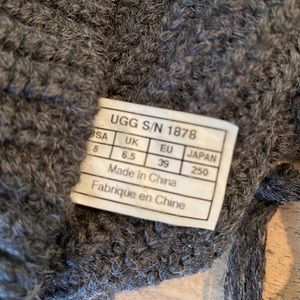 UGG S/N 1878
USA UK EU JAPAN
8 6.5 39 250
Made In China
Fabrique en Chine